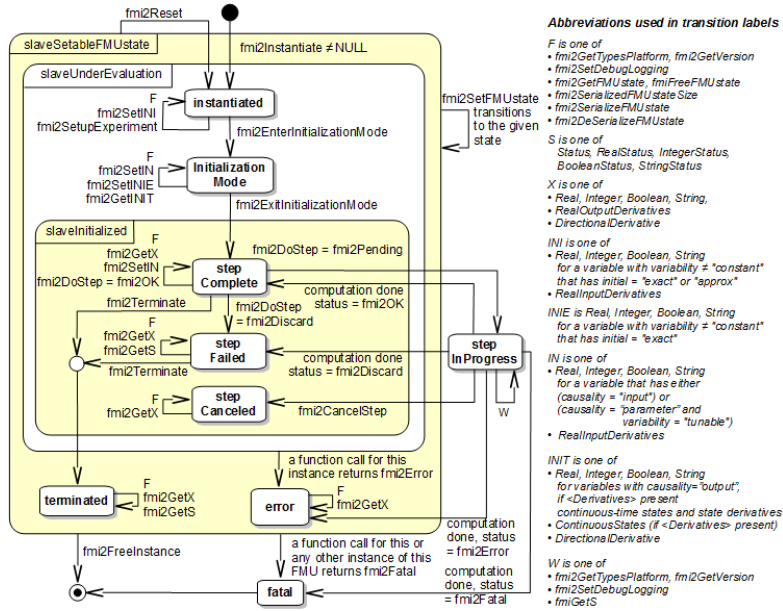 fmi2Reset
fmi2Instantiate ≠ NULL
slaveSetableFMUstate
slaveUnderEvaluation
F
fmi2SetINI
fmi2SetupExperiment
instantiated
fmi2SetFMUstate
transitions
to the given
state
fmi2EnterInitializationMode
F
fmi2SetIN
fmi2SetINIE
fmi2GetINIT
Initialization
Mode
fmi2ExitInitializationMode
slaveInitialized
F
fmi2GetX
fmi2SetIN
fmi2DoStep = fmi2OK
fmi2DoStep = fmi2Pending
step
Complete
computation done
status = fmi2OK
fmi2Terminate
fmi2DoStep
= fmi2Discard
F
fmi2GetX
fmi2GetS
step
Failed
step
InProgress
computation done
status = fmi2Discard
fmi2Terminate
F
fmi2GetX
step
Canceled
fmi2CancelStep
W
a function call for this
instance returns fmi2Error
terminated
F
fmi2GetX
fmi2GetS
error
F
fmi2GetX
computation
done, status
= fmi2Error
fmi2FreeInstance
a function call for this or
any other instance of this
FMU returns fmi2Fatal
computation
done, status
= fmi2Fatal
fatal
Abbreviations used in transition labels
F is one of
• fmi2GetTypesPlatform, fmi2GetVersion
• fmi2SetDebugLogging
• fmi2GetFMUstate, fmiFreeFMUstate
• fmi2SerializedFMUstateSize
• fmi2SerializeFMUstate
• fmi2DeSerializeFMUstate
S is one of
Status, RealStatus, IntegerStatus,
BooleanStatus, StringStatus
X is one of
• Real, Integer, Boolean, String,
• RealOutputDerivatives
• DirectionalDerivative
INI is one of
• Real, Integer, Boolean, String
for a variable with variability ≠ "constant"
that has initial = "exact" or "approx"
• RealInputDerivatives
INIE is Real, Integer, Boolean, String
for a variable with variability ≠ "constant"
that has initial = "exact"
IN is one of
• Real, Integer, Boolean, String
for a variable that has either
(causality = "input") or
(causality = "parameter" and
variability = "tunable")
• RealInputDerivatives
INIT is one of
• Real, Integer, Boolean, String
for variables with causality="output",
if <Derivatives> present
continuous-time states and state derivatives
• ContinuousStates (if <Derivatives> present)
• DirectionalDerivative
W is one of
• fmi2GetTypesPlatform, fmi2GetVersion
• fmi2SetDebugLogging
• fmiGetS